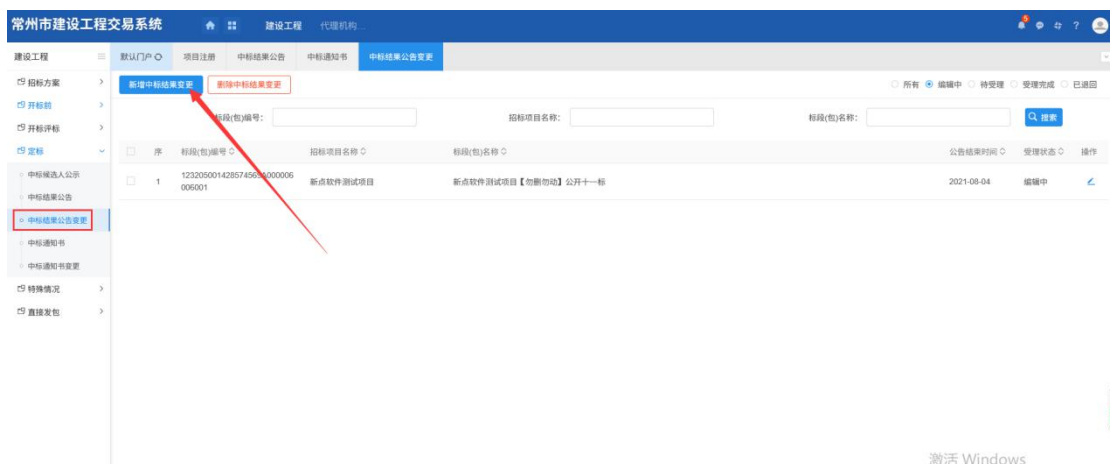 常州市建设工程交易系统
建设工程 代理机构...
5
?
建设工程
默认门户 项目注册 中标结果公告 中标通知书 中标结果公告变更
招标方案
新增中标结果变更 删除中标结果变更
所有 编辑中 待受理 受理完成 已退回
开标前
标段(包)编号: 招标项目名称: 标段(包)名称: 搜索
开标评标
定标
序 标段(包)编号 招标项目名称 标段(包)名称 公告结束时间 受理状态 操作
中标候选人公示
1 新点软件测试项目 新点软件测试项目【勿删勿动】公开十一标 2021-08-04 编辑中
006001
中标结果公告
中标结果公告变更
中标通知书
中标通知书变更
特殊情况
直接发包
激活 Windows